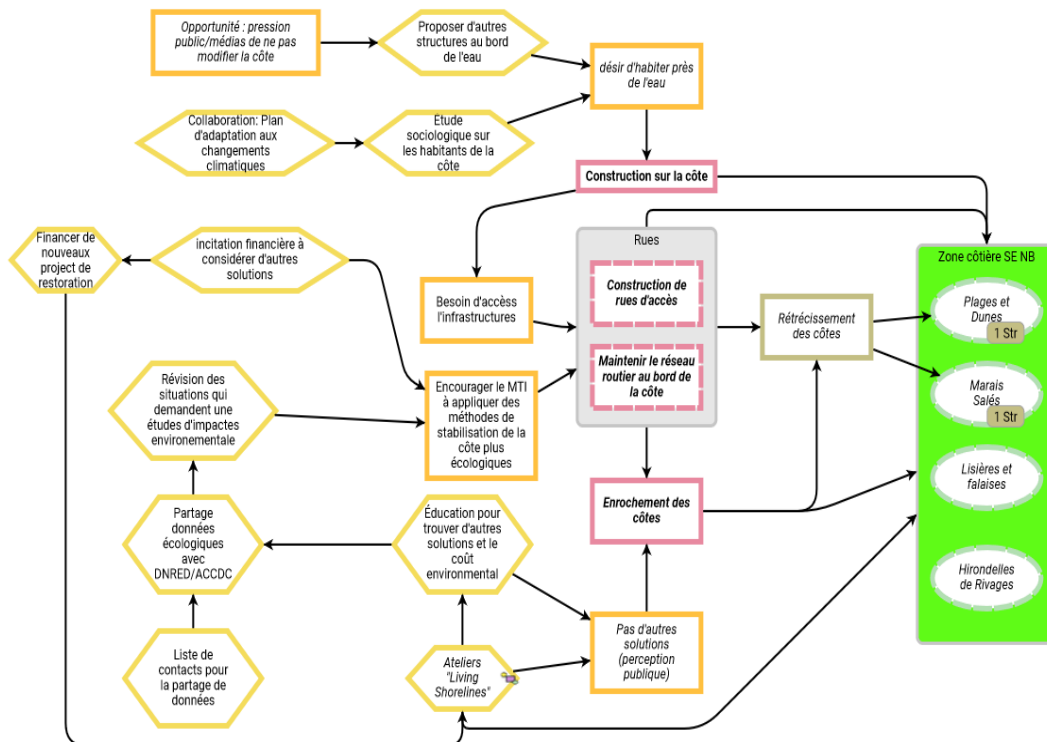 Opportunité : pression
public/médias de ne pas
modifier la côte
Proposer d'autres
structures au bord
de l'eau
désir d'habiter près
de l'eau
Collaboration: Plan
d'adaptation aux
changements
climatiques
Etude
sociologique sur
les habitants de la
côte
Construction sur la côte
Financer de
nouveaux
project de
restoration
incitation financière à
considérer d'autres
solutions
Rues
Zone côtière SE NB
Besoin d'accès
l'infrastructures
Construction de
rues d'accès
Rétrécissement
des côtes
Plages et
Dunes
1 Str
Maintenir le réseau
routier au bord de
la côte
Marais
Salés
1 Str
Révision des
situations qui
demandent une
études d'impactes
environementale
Encourager le MTI
à appliquer des
méthodes de
stabilisation de la
côte plus
écologiques
Lisières et
falaises
Partage
données
écologiques
avec
DNRED/ACCDC
Éducation pour
trouver d'autres
solutions et le
coût
environmental
Enrochement des
côtes
Hirondelles
de Rivages
Liste de
contacts pour
la partage de
données
Ateliers
"Living
Shorelines"
Pas d'autres
solutions
(perception
publique)